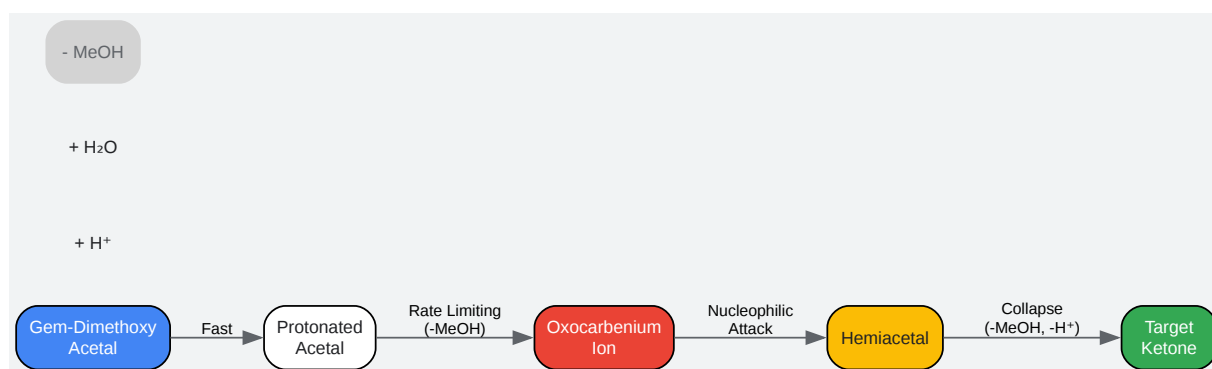 - MeOH
+ H₂O
+ H⁺
Gem-Dimethoxy
Acetal
Fast
Protonated
Acetal
Rate Limiting
(-MeOH)
Oxocarbenium
Ion
Nucleophilic
Attack
Hemiacetal
Collapse
(-MeOH, -H⁺)
Target
Ketone